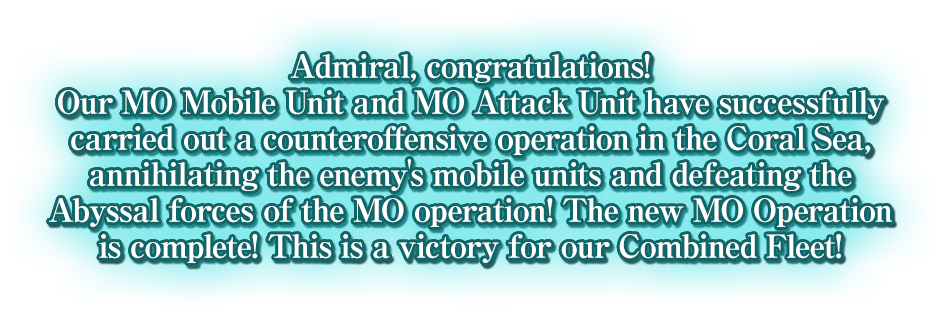 Admiral, congratulations!
Our MO Mobile Unit and MO Attack Unit have successfully
carried out a counteroffensive operation in the Coral Sea,
annihilating the enemy's mobile units and defeating the
Abyssal forces of the MO operation! The new MO Operation
is complete! This is a victory for our Combined Fleet!